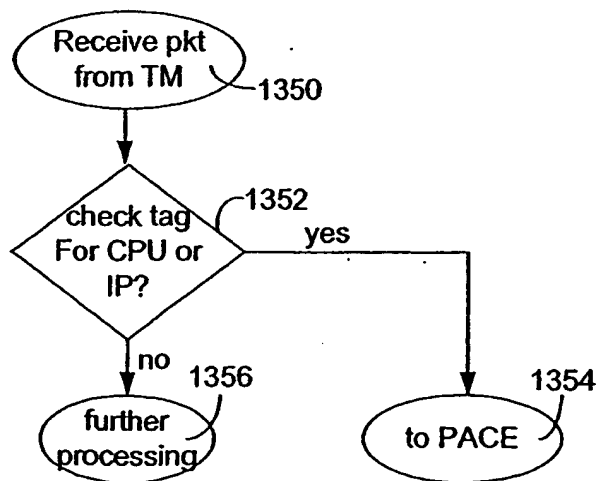 Receive pkt
from TM
1350
check tag
For CPU or
IP?
1352
yes
no
1356
further
processing
1354
to PACE